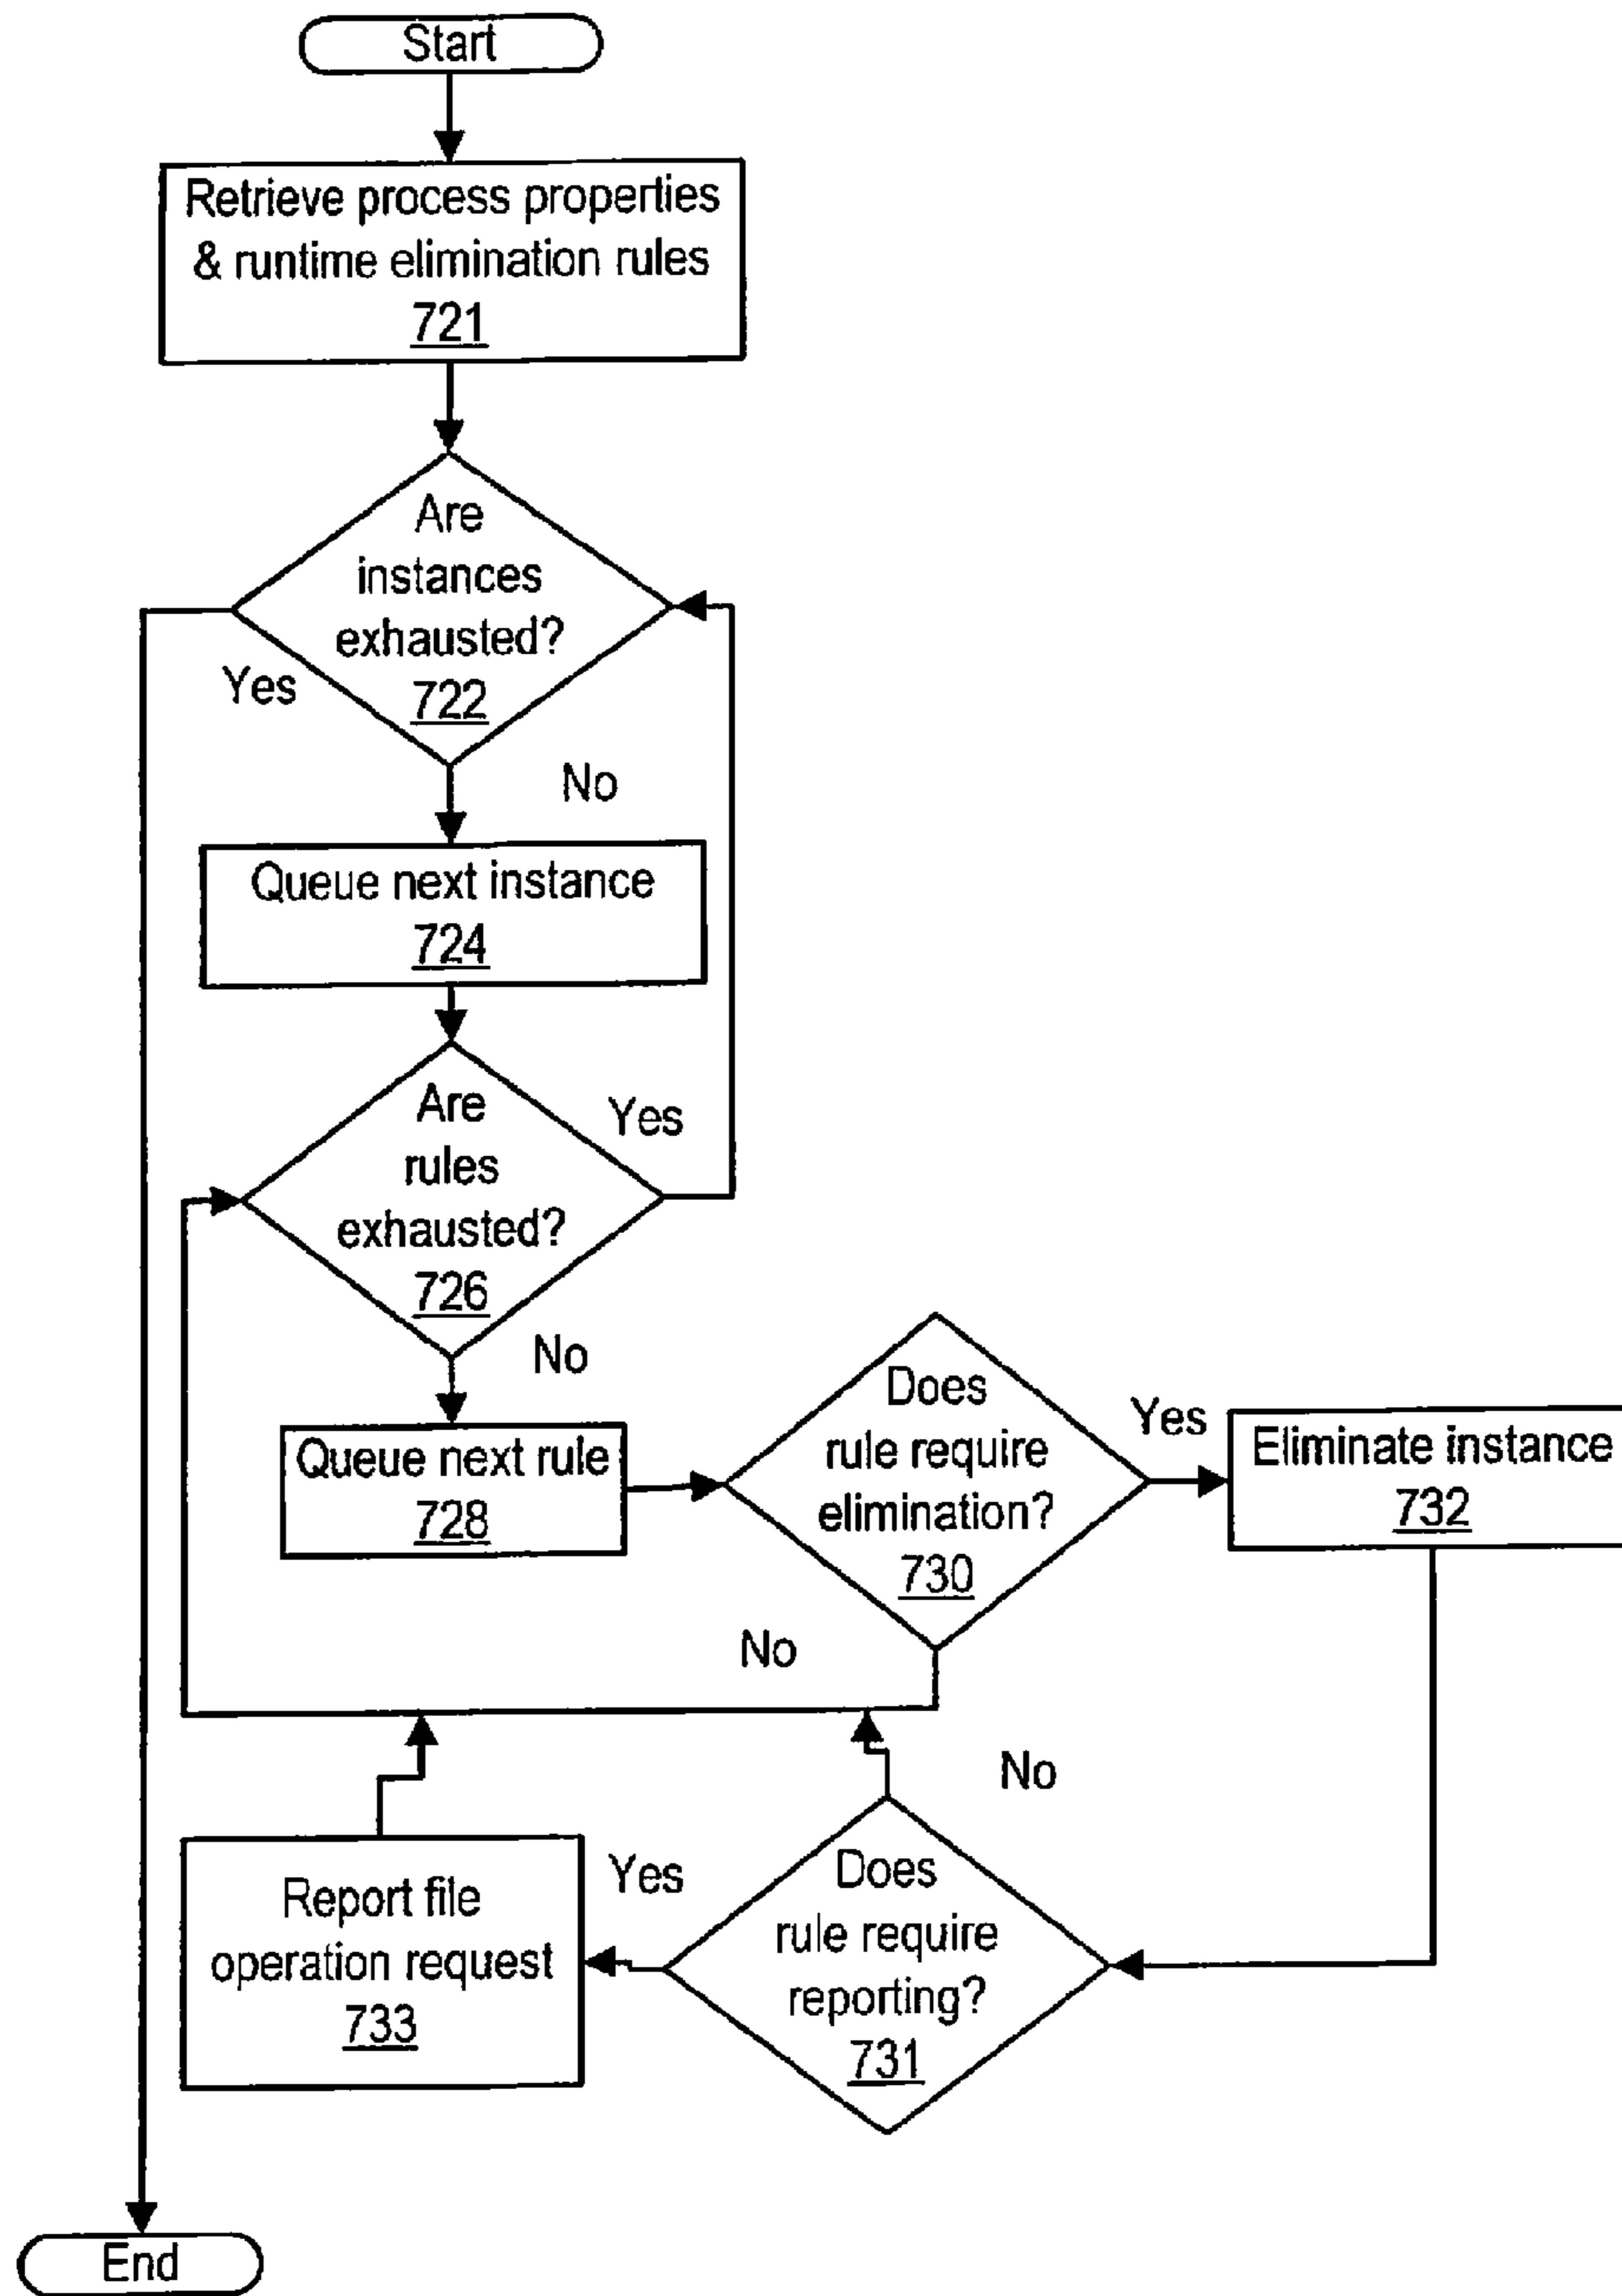 Start
Retrieve process properties
& runtime elimination rules
721
Are
instances
exhausted?
722
Yes
No
Queue next instance
724
Are
rules
exhausted?
726
Yes
No
Queue next rule
728
Does
rule require
elimination?
730
Yes
Eliminate instance
732
No
No
Does
rule require
reporting?
731
Yes
Report file
operation request
733
End